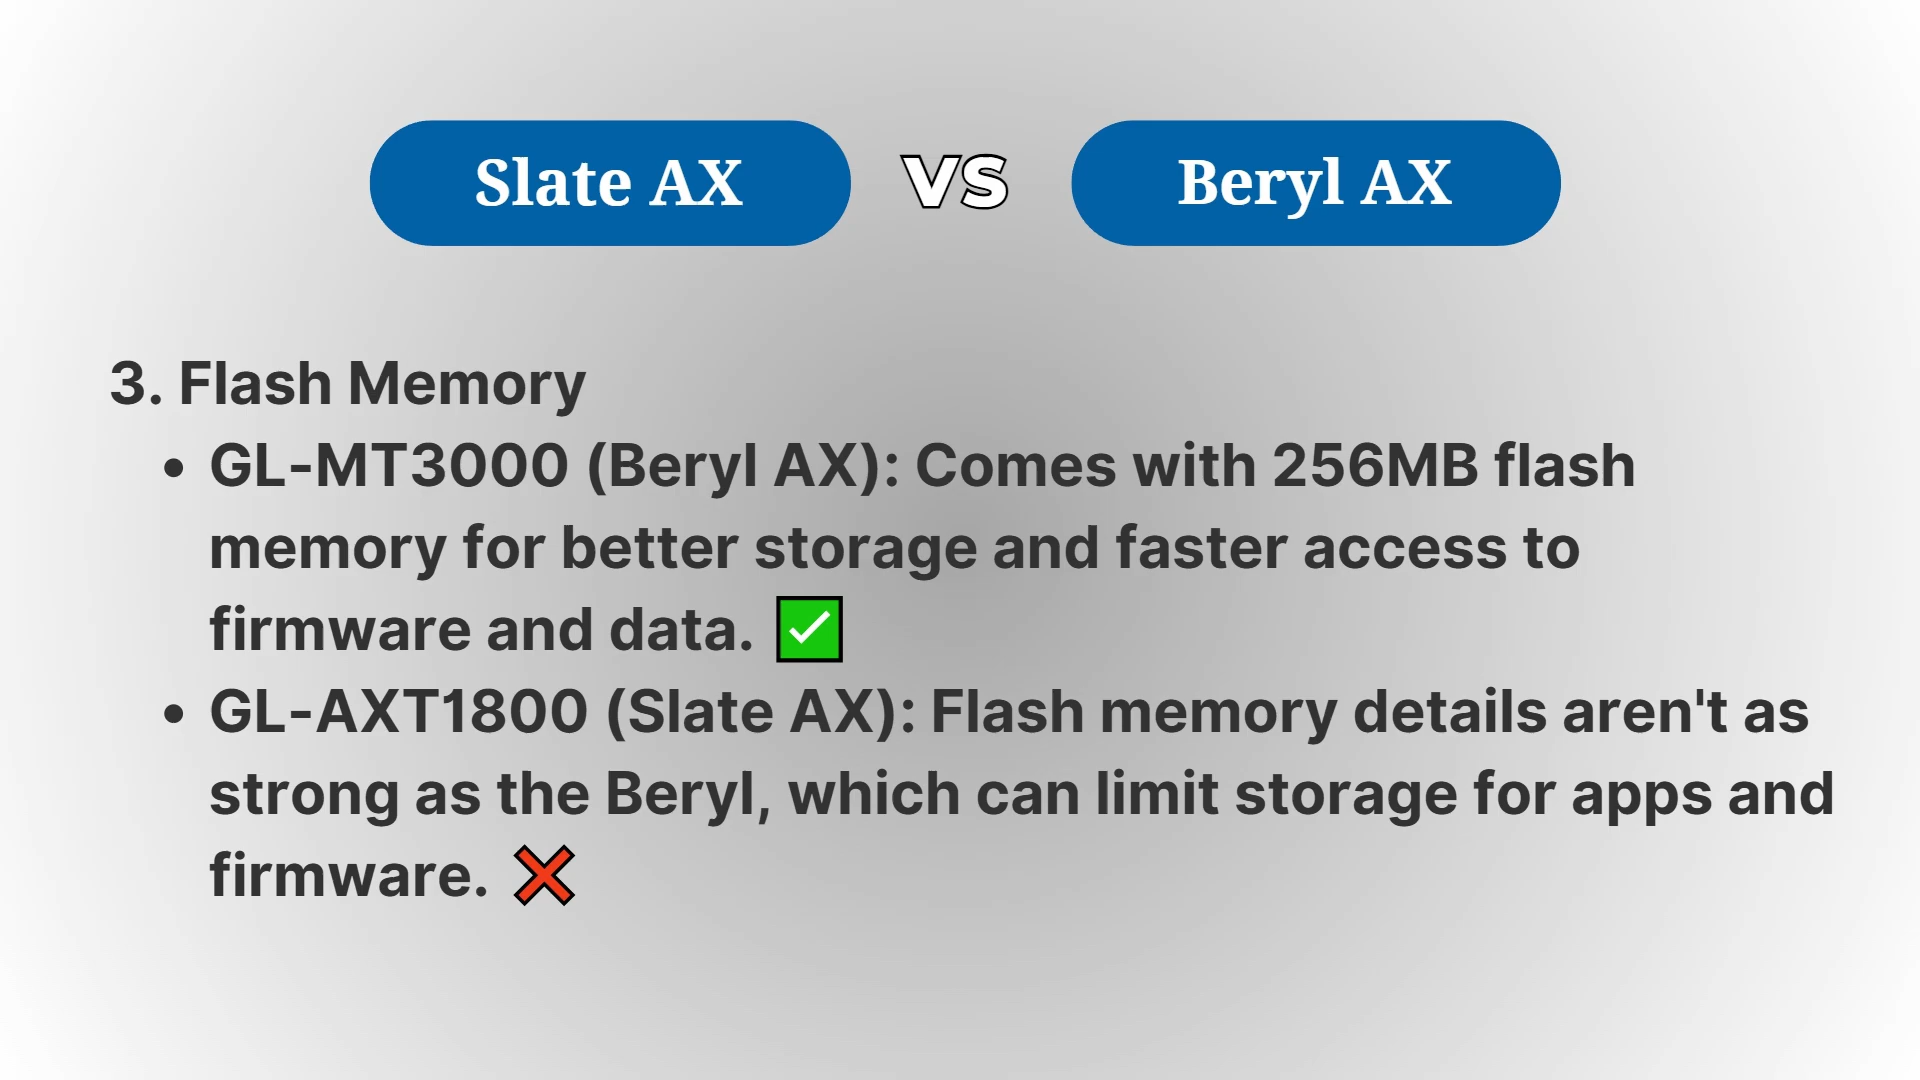 Slate AX VS Beryl AX
3. Flash Memory
• GL-MT3000 (Beryl AX): Comes with 256MB flash
memory for better storage and faster access to
firmware and data. ✅
• GL-AXT1800 (Slate AX): Flash memory details aren't as
strong as the Beryl, which can limit storage for apps and
firmware. ❌